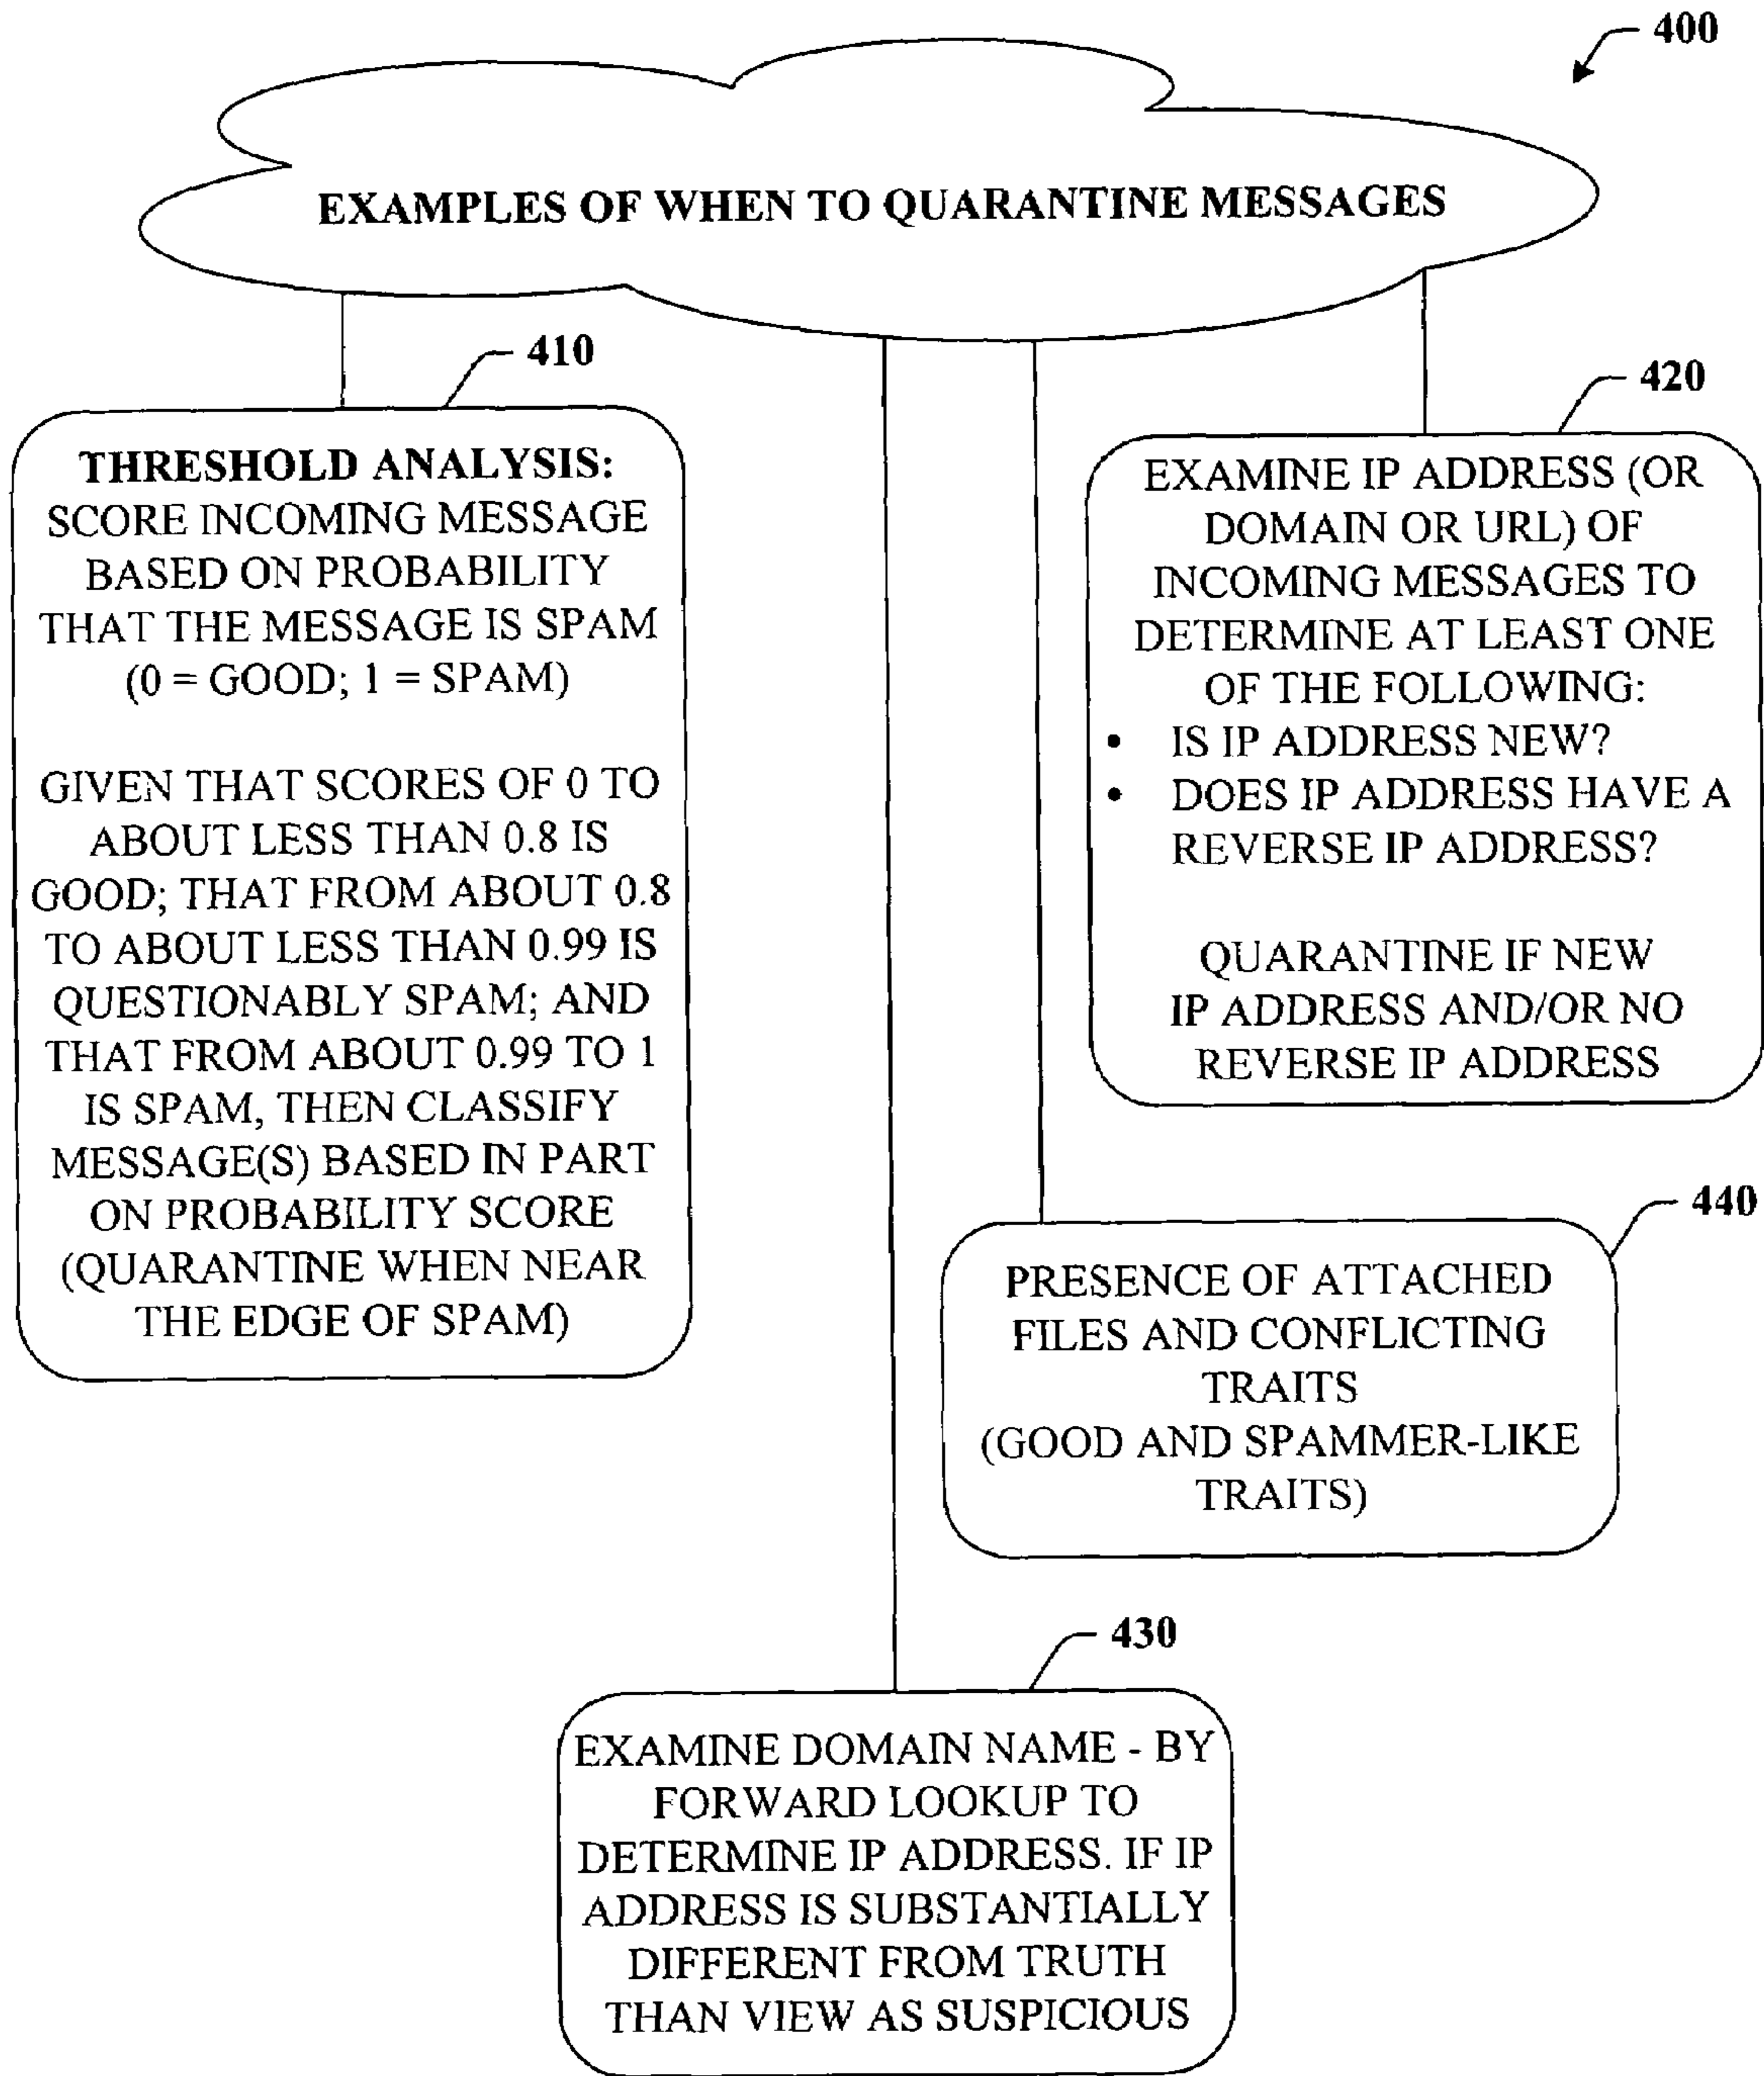 400
EXAMPLES OF WHEN TO QUARANTINE MESSAGES
410
THRESHOLD ANALYSIS:
SCORE INCOMING MESSAGE
BASED ON PROBABILITY
THAT THE MESSAGE IS SPAM
(0 = GOOD; 1 = SPAM)
GIVEN THAT SCORES OF 0 TO
ABOUT LESS THAN 0.8 IS
GOOD; THAT FROM ABOUT 0.8
TO ABOUT LESS THAN 0.99 IS
QUESTIONABLY SPAM; AND
THAT FROM ABOUT 0.99 TO 1
IS SPAM, THEN CLASSIFY
MESSAGE(S) BASED IN PART
ON PROBABILITY SCORE
(QUARANTINE WHEN NEAR
THE EDGE OF SPAM)
420
EXAMINE IP ADDRESS (OR
DOMAIN OR URL) OF
INCOMING MESSAGES TO
DETERMINE AT LEAST ONE
OF THE FOLLOWING:
• IS IP ADDRESS NEW?
• DOES IP ADDRESS HAVE A
REVERSE IP ADDRESS?
QUARANTINE IF NEW
IP ADDRESS AND/OR NO
REVERSE IP ADDRESS
440
PRESENCE OF ATTACHED
FILES AND CONFLICTING
TRAITS
(GOOD AND SPAMMER-LIKE
TRAITS)
430
EXAMINE DOMAIN NAME - BY
FORWARD LOOKUP TO
DETERMINE IP ADDRESS. IF IP
ADDRESS IS SUBSTANTIALLY
DIFFERENT FROM TRUTH
THAN VIEW AS SUSPICIOUS